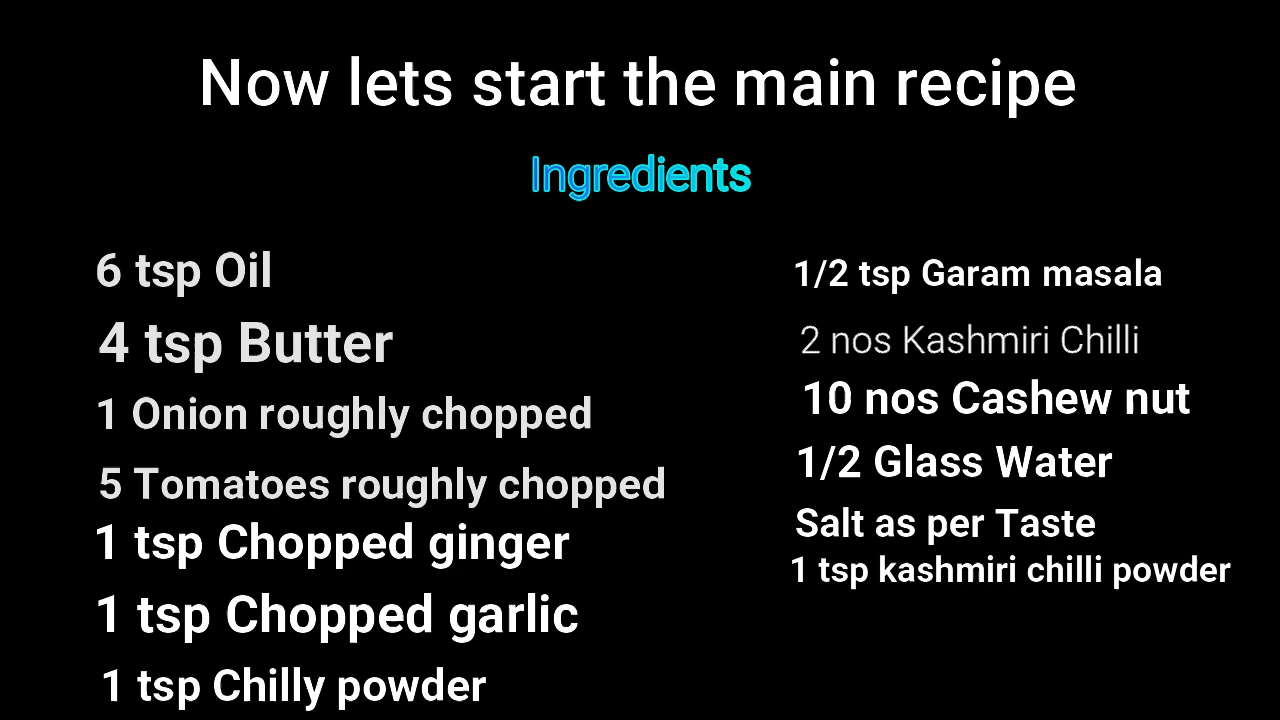 Now lets start the main recipe
Ingredients
6 tsp Oil
4 tsp Butter
1 Onion roughly chopped
5 Tomatoes roughly chopped
1 tsp Chopped ginger
1 tsp Chopped garlic
1 tsp Chilly powder
1/2 tsp Garam masala
2 nos Kashmiri Chilli
10 nos Cashew nut
1/2 Glass Water
Salt as per Taste
1 tsp kashmiri chilli powder